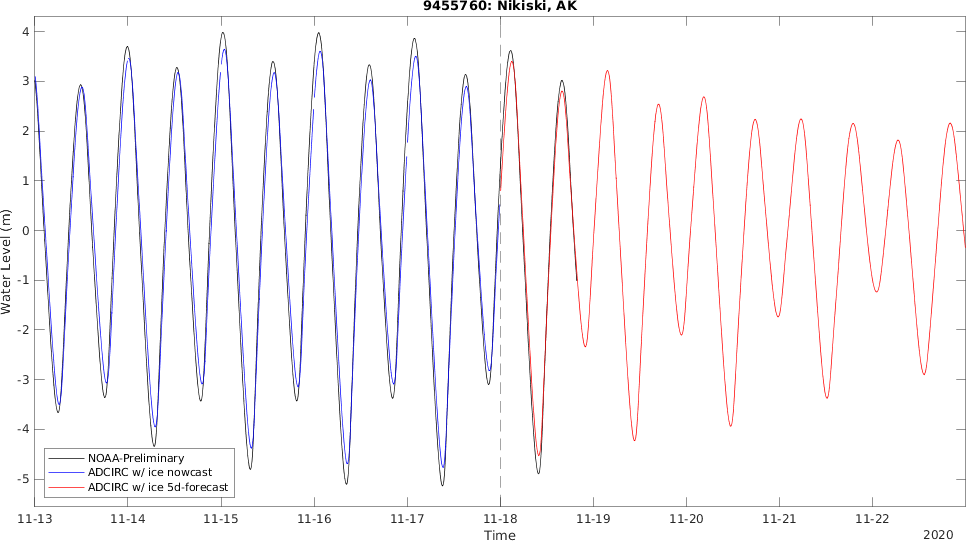 9455760: Nikiski, AK
Water Level (m)
4
3
2
1
0
-1
-2
-3
-4
-5
NOAA-Preliminary
ADCIRC w/ ice nowcast
ADCIRC w/ ice 5d-forecast
11-13 11-14 11-15 11-16 11-17 11-18 11-19 11-20 11-21 11-22
Time
2020